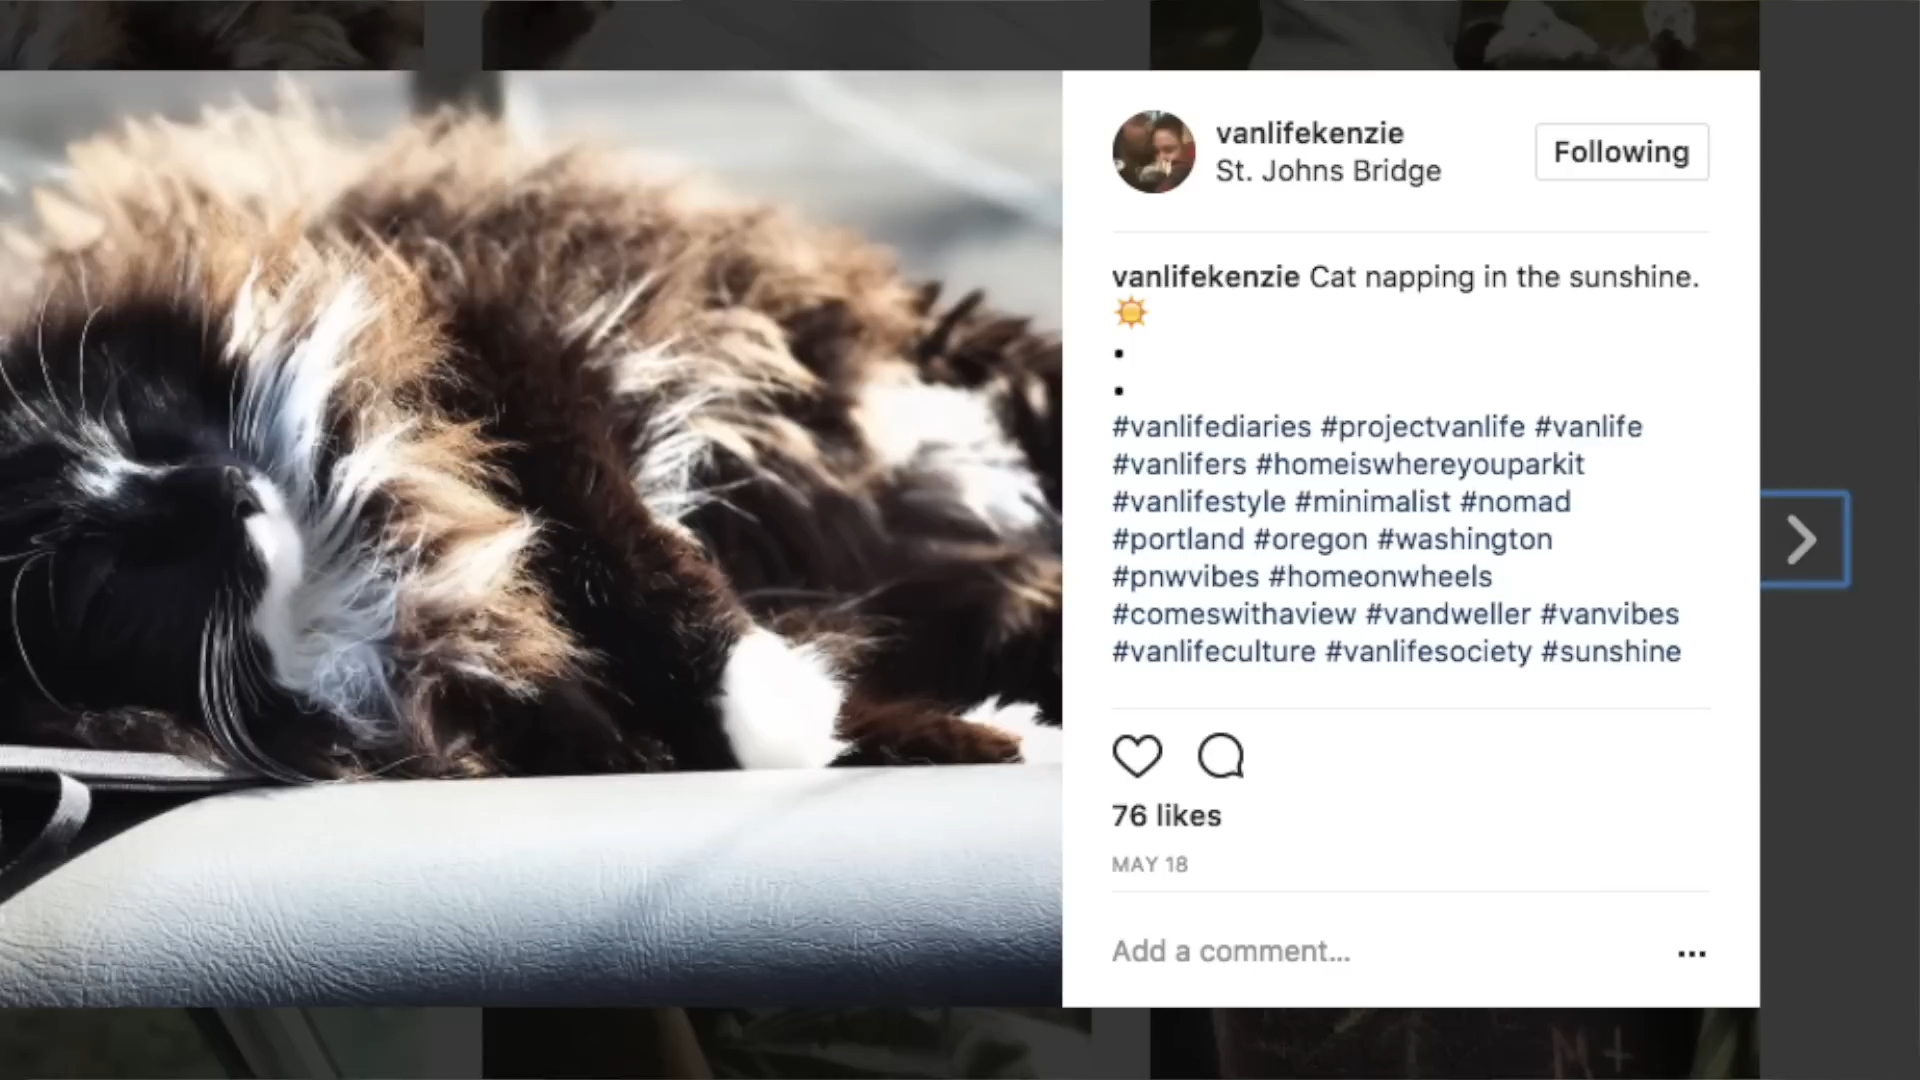 vanlifekenzie
St. Johns Bridge
Following
vanlifekenzie Cat napping in the sunshine.
☀️
•
•
#vanlifediaries #projectvanlife #vanlife
#vanlifers #homeiswhereyouparkit
#vanlifestyle #minimalist #nomad
#portland #oregon #washington
#pnwvibes #homeonwheels
#comeswithaview #vandweller #vanvibes
#vanlifeculture #vanlifesociety #sunshine
76 likes
MAY 18
Add a comment...